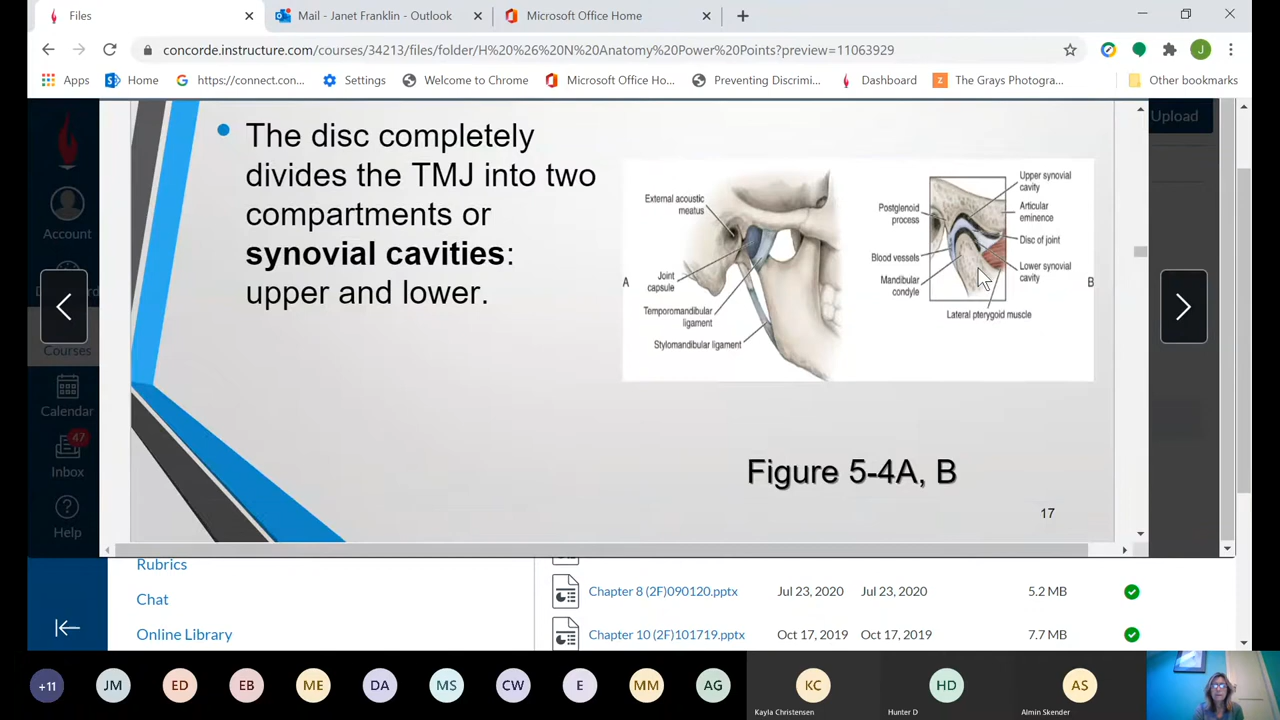 Files
Mail - Janet Franklin - Outlook
Microsoft Office Home
concorde.instructure.com/courses/34213/files/folder/H%20%26%20N%20Anatomy%20Power%20Points?preview=11063929
J
Apps
Home
https://connect.con...
Settings
Welcome to Chrome
Microsoft Office Ho...
Preventing Discrim...
Dashboard
Z
The Grays Photogra...
Other bookmarks
Upload
Account
Courses
Calendar
47
Inbox
Help
The disc completely
divides the TMJ into two
compartments or
synovial cavities:
upper and lower.
External acoustic
meatus
Joint
capsule
Temporomandibular
ligament
Stylomandibular ligament
A
Postglenoid
process
Blood vessels
Mandibular
condyle
Upper synovial
cavity
Articular
eminence
Disc of joint
Lower synovial
cavity
Lateral pterygoid muscle
B
Figure 5-4A, B
17
Rubrics
Chat
Online Library
Chapter 8 (2F)090120.pptx Jul 23, 2020 Jul 23, 2020 5.2 MB
Chapter 10 (2F)101719.pptx Oct 17, 2019 Oct 17, 2019 7.7 MB
+11 JM ED EB ME DA MS CW E MM AG KC HD AS
Kayla Christensen
Hunter D
Almin Skender